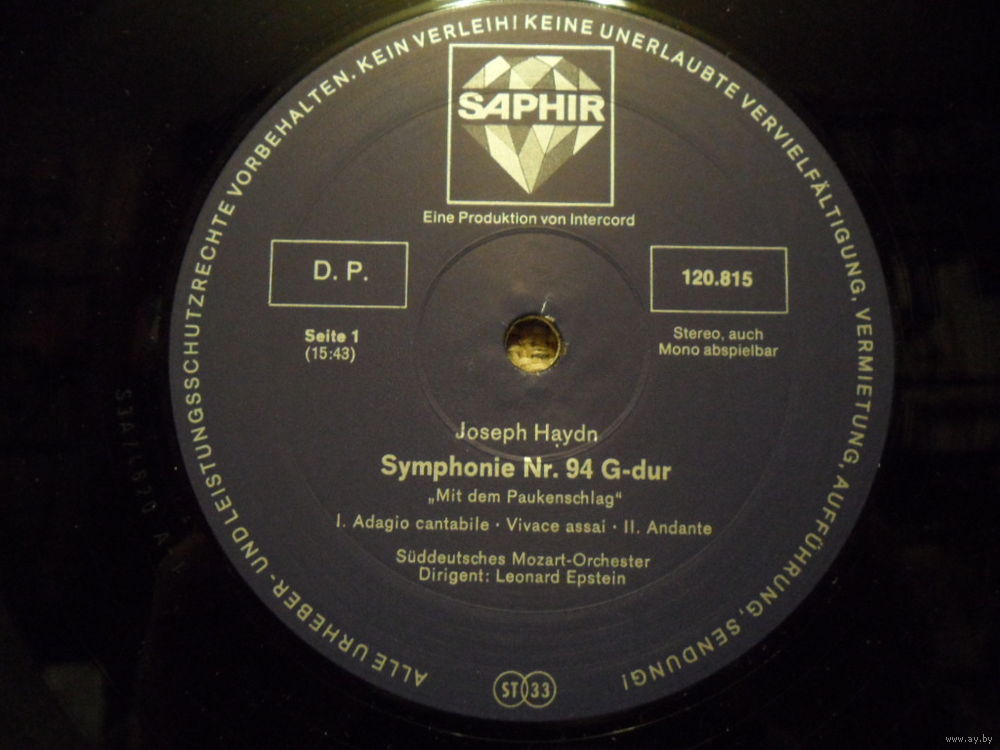 ALLE URHEBER- UND LEISTUNGSSCHUTZRECHTE VORBEHALTEN. KEIN VERLEIH! KEINE UNERLAUBTE VERVIELFÄLTIGUNG, VERMIETUNG, AUFFÜHRUNG, SENDUNG!
SAPHIR
Eine Produktion von Intercord
D. P.
120.815
Seite 1
(15:43)
Stereo, auch
Mono abspielbar
Joseph Haydn
Symphonie Nr. 94 G-dur
„Mit dem Paukenschlag“
I. Adagio cantabile · Vivace assai · II. Andante
Süddeutsches Mozart-Orchester
Dirigent: Leonard Epstein
ST 33
www.ay.by